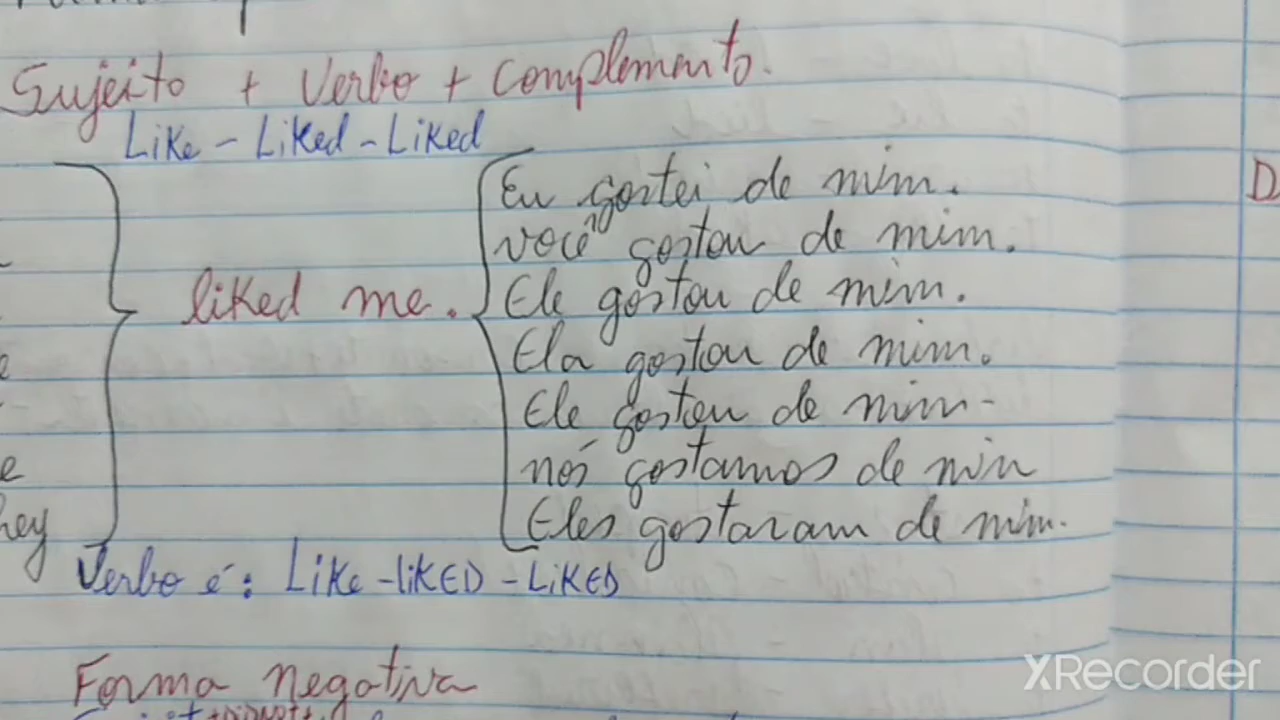 Sujeito + Verbo + Complemento.
Like - Liked - Liked
Eu gostei de mim.
você gostou de mim.
liked me.
Ele gostou de mim.
Ela gostou de mim.
Ele gostou de mim-
nós gostamos de min
hey
Eles gostaram de mim.
Verbo é: Like - likED - LikED
Forma negativa
D
XRecorder